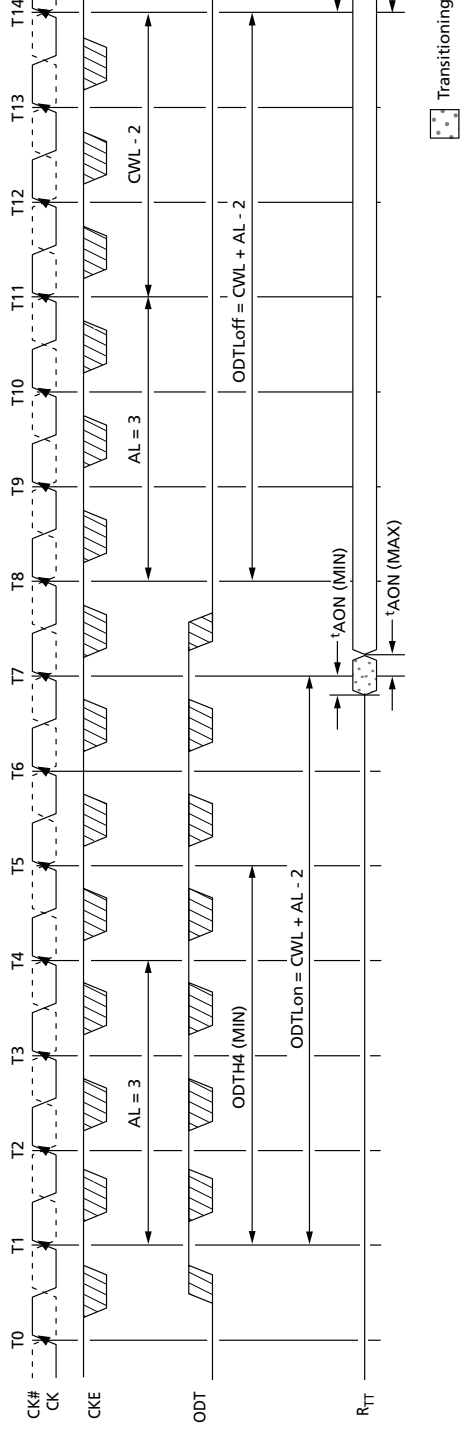 T0 T1 T2 T3 T4 T5 T6 T7 T8 T9 T10 T11 T12 T13 T14
CK#
CK
CKE
AL = 3
AL = 3
CWL - 2
ODT
ODTH4 (MIN)
ODTLoff = CWL + AL - 2
ODTLon = CWL + AL - 2
tAON (MIN)
RTT
tAON (MAX)
Transitioning